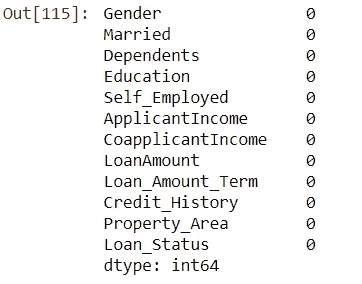 Out[115]: Gender 0
Married 0
Dependents 0
Education 0
Self_Employed 0
ApplicantIncome 0
CoapplicantIncome 0
LoanAmount 0
Loan_Amount_Term 0
Credit_History 0
Property_Area 0
Loan_Status 0
dtype: int64